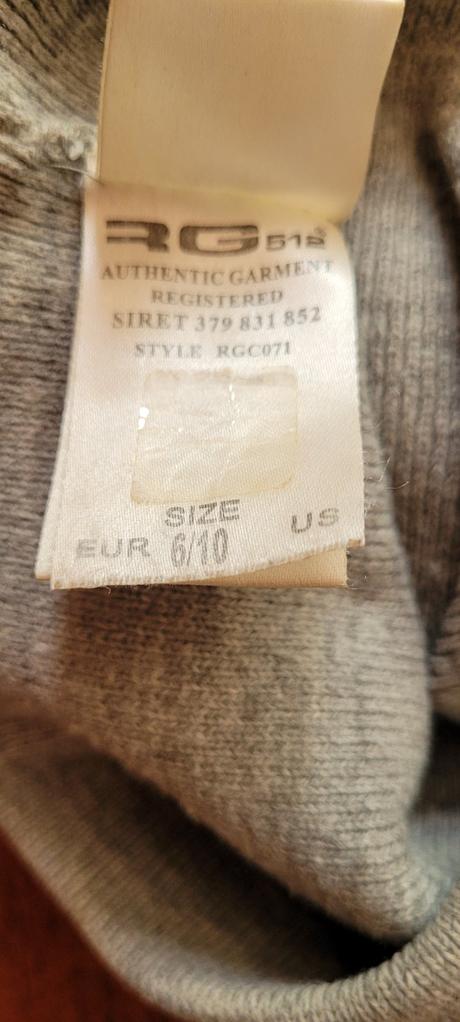 RG512
AUTHENTIC GARMENT
REGISTERED
SIRET 379 831 852
STYLE RGC071
SIZE
EUR 6/10 US